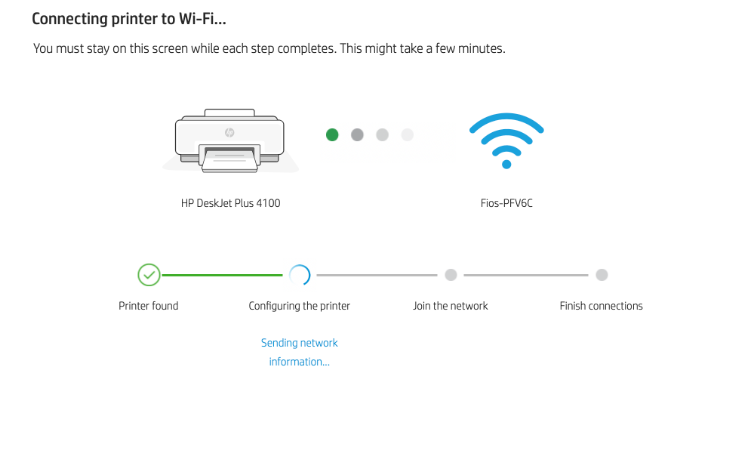 Connecting printer to Wi-Fi...
You must stay on this screen while each step completes. This might take a few minutes.
hp
HP DeskJet Plus 4100
Fios-PFV6C
Printer found
Configuring the printer
Join the network
Finish connections
Sending network
information...